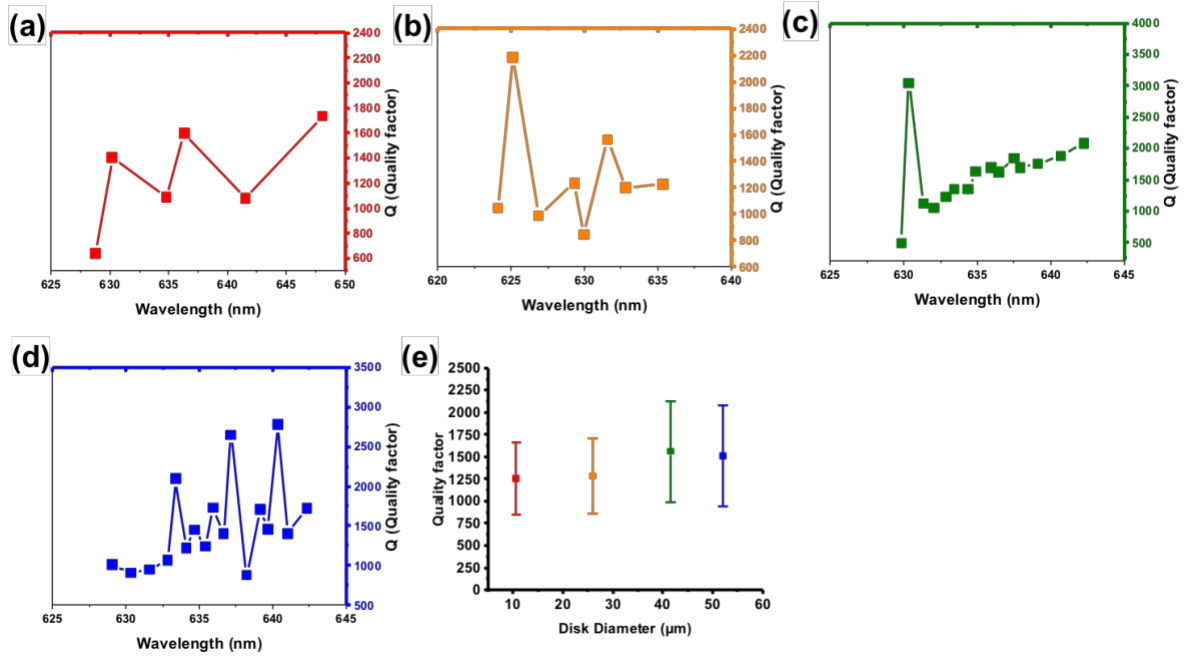 (a)
2400
2200
2000
1800
1600
1400
1200
1000
800
600
Q (Quality factor)
625 630 635 640 645 650
Wavelength (nm)
(b)
2400
2200
2000
1800
1600
1400
1200
1000
800
600
Q (Quality factor)
620 625 630 635 640
Wavelength (nm)
(c)
4000
3500
3000
2500
2000
1500
1000
500
Q (Quality factor)
625 630 635 640 645
Wavelength (nm)
(d)
3500
3000
2500
2000
1500
1000
500
Q (Quality factor)
625 630 635 640 645
Wavelength (nm)
(e)
2500
2250
2000
1750
1500
1250
1000
750
500
250
0
Quality factor
10 20 30 40 50 60
Disk Diameter (μm)